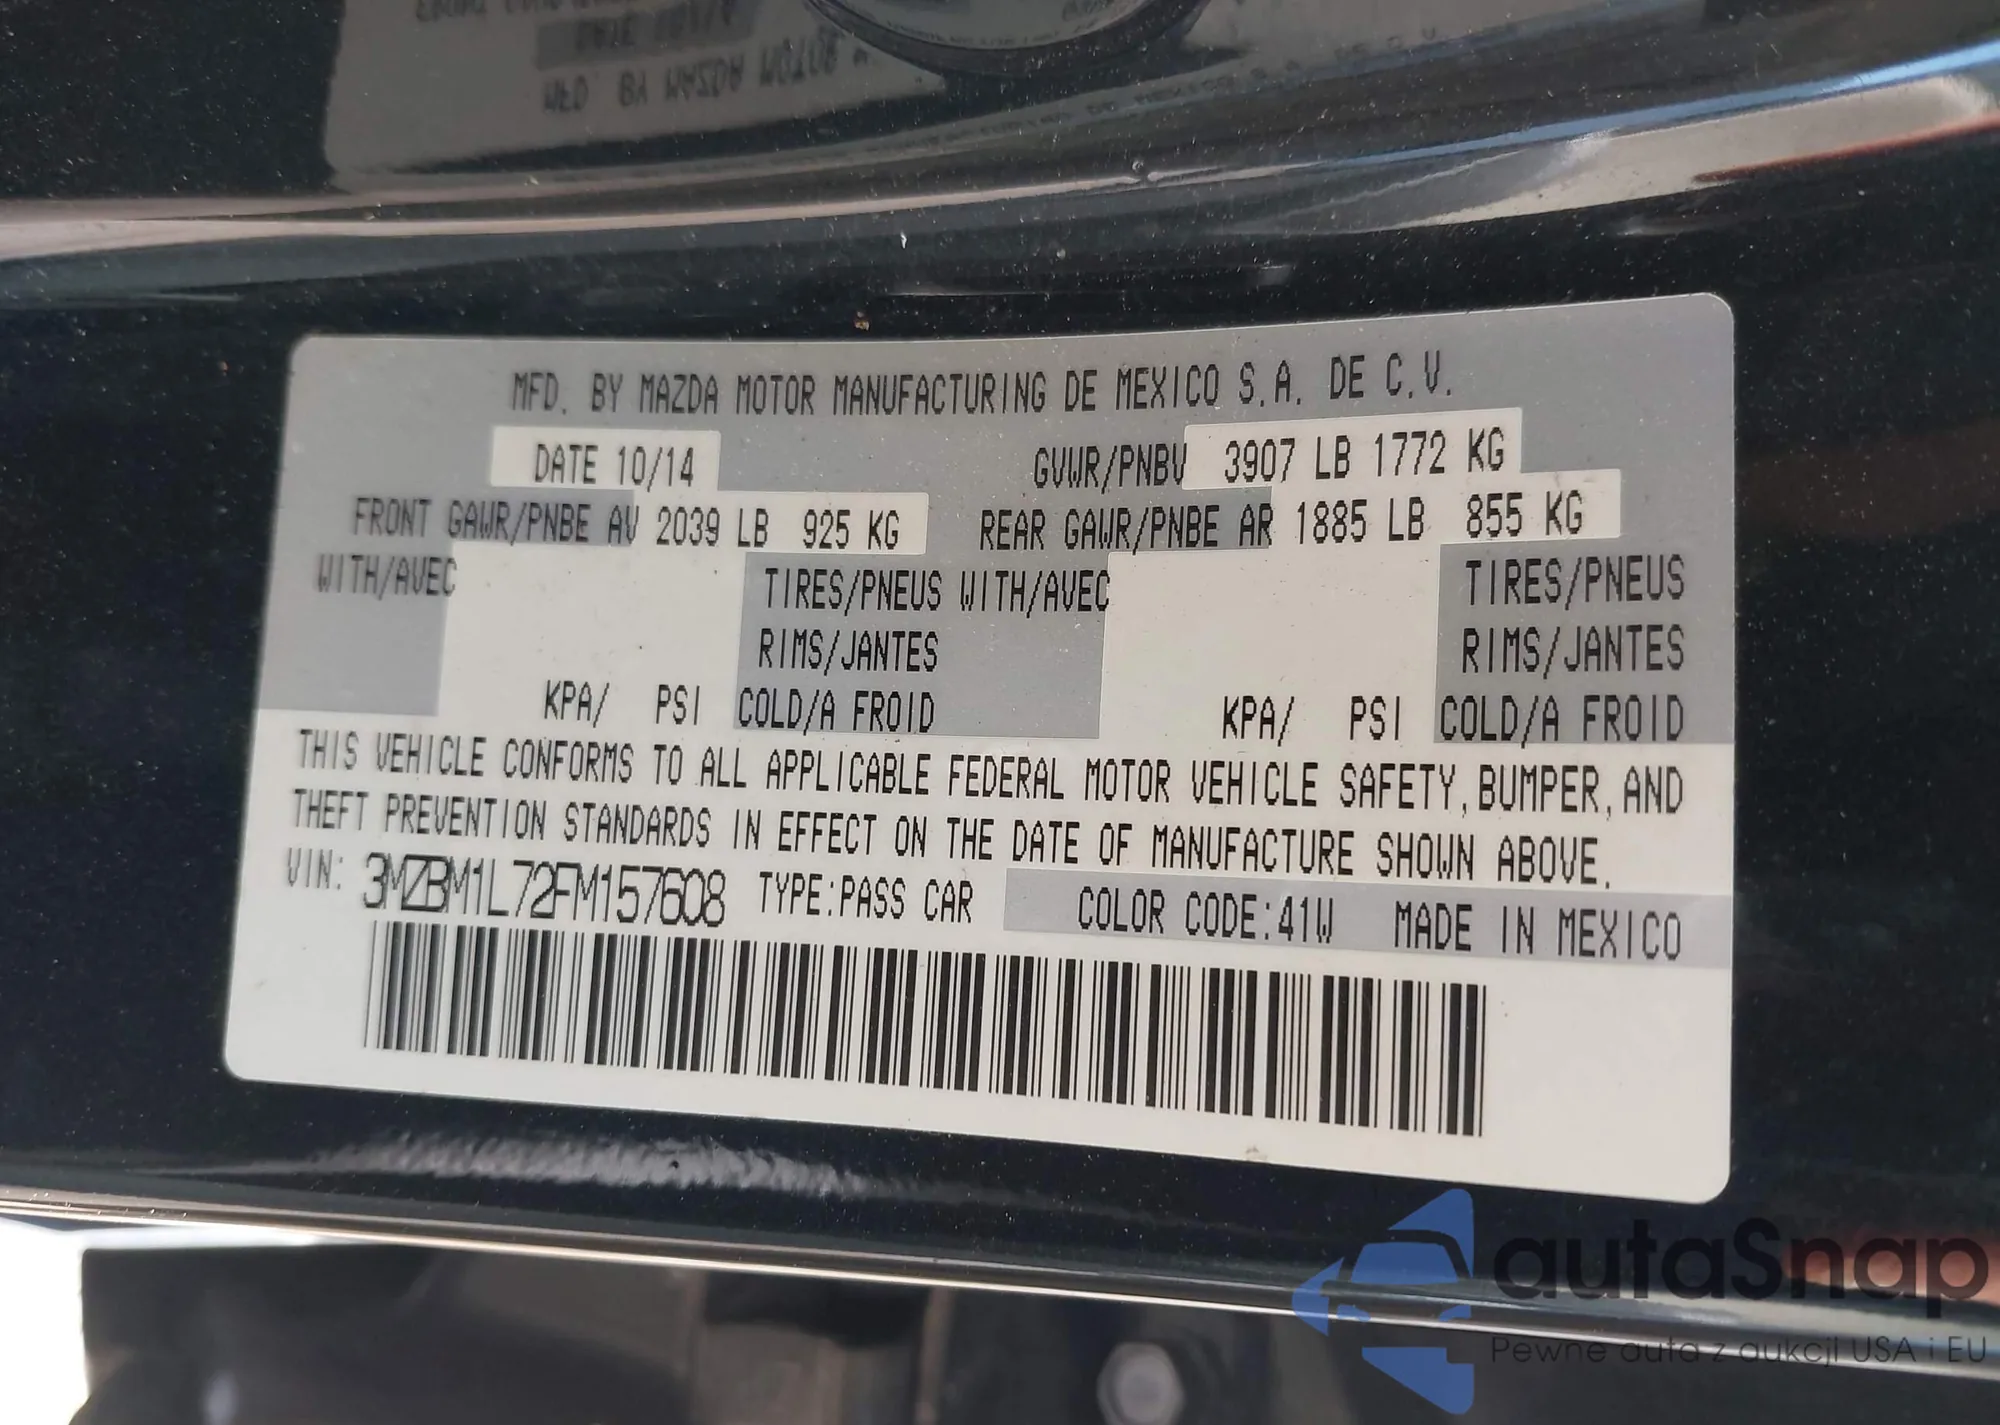 MFD. BY MAZDA MOTOR M
MFD. BY MAZDA MOTOR MANUFACTURING DE MEXICO S.A. DE C.V.
DATE 10/14 GVWR/PNBV 3907 LB 1772 KG
FRONT GAWR/PNBE AV 2039 LB 925 KG REAR GAWR/PNBE AR 1885 LB 855 KG
WITH/AVEC TIRES/PNEUS WITH/AVEC TIRES/PNEUS
RIMS/JANTES RIMS/JANTES
KPA/ PSI COLD/A FROID KPA/ PSI COLD/A FROID
THIS VEHICLE CONFORMS TO ALL APPLICABLE FEDERAL MOTOR VEHICLE SAFETY, BUMPER, AND
THEFT PREVENTION STANDARDS IN EFFECT ON THE DATE OF MANUFACTURE SHOWN ABOVE.
VIN: 3MZBM1L72FM157608 TYPE:PASS CAR COLOR CODE:41W MADE IN MEXICO
autaSnap
Pewne auta z aukcji USA i EU